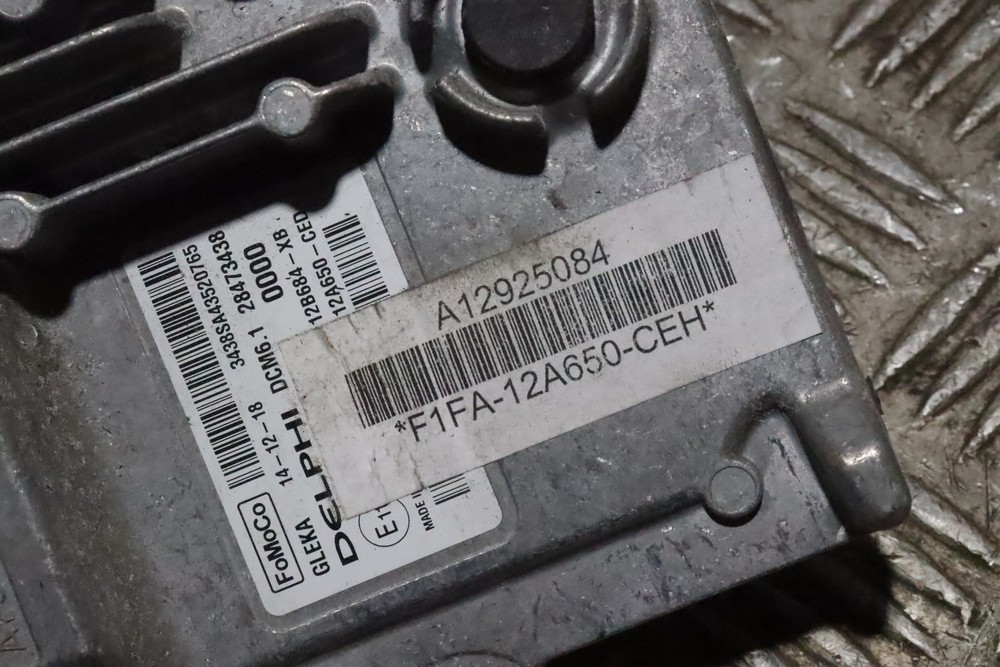 A12925084
*F1FA-12A650-CEH*
FoMoCo
GLEKA 14-12-18 3438SA43520765
DELPHI DCM6.1 28473438
0000
12B684-XB
12A650-CED
E1
MADE